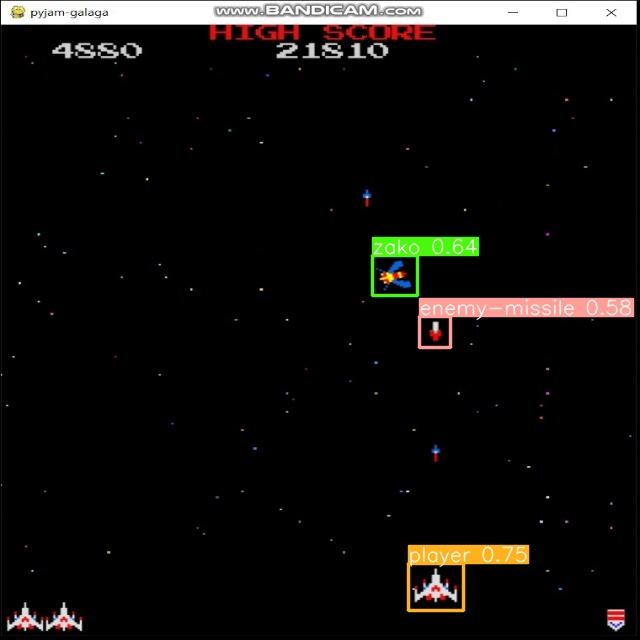 pyjam-galaga
www.BANDICAM.com
HIGH SCORE
4880 21810
zako 0.64
enemy-missile 0.58
player 0.75